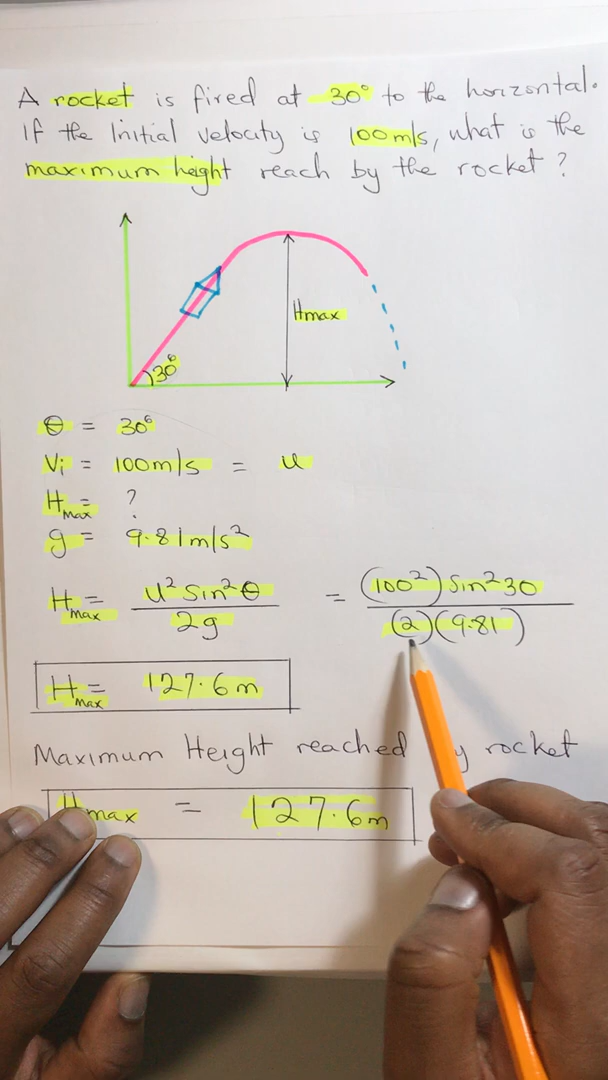 A rocket is fired at 30° to the horizontal.
If the Initial velocity is 100m/s, what is the
maximum height reach by the rocket?
Hmax
30°
θ = 30°
Vi = 100m/s = u
Hmax = ?
g = 9.81m/s²
Hmax = u² sin²θ / 2g = (100²) sin²30 / (2)(9.81)
Hmax = 127.6m
Maximum Height reached y rocket
Hmax = 127.6m